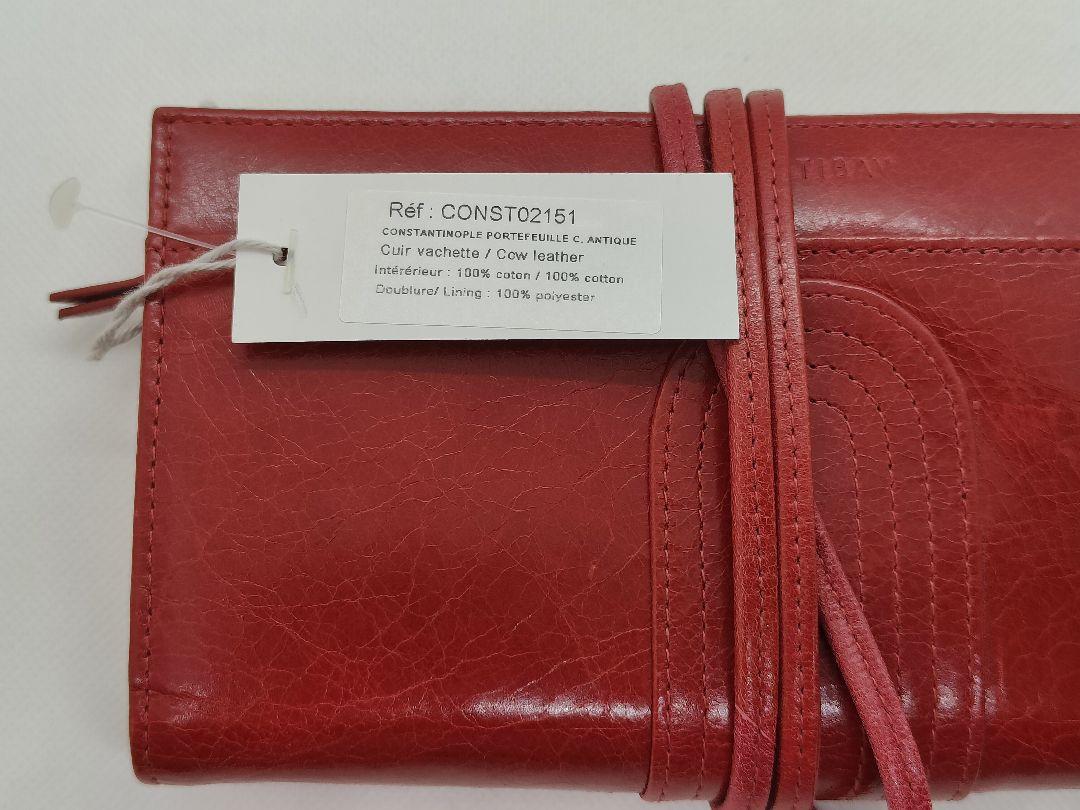 Réf : CONST02151
CONSTANTINOPLE PORTEFEUILLE C. ANTIQUE
Cuir vachette / Cow leather
Intérérieur : 100% coton / 100% cotton
Doublure/ Lining : 100% polyester